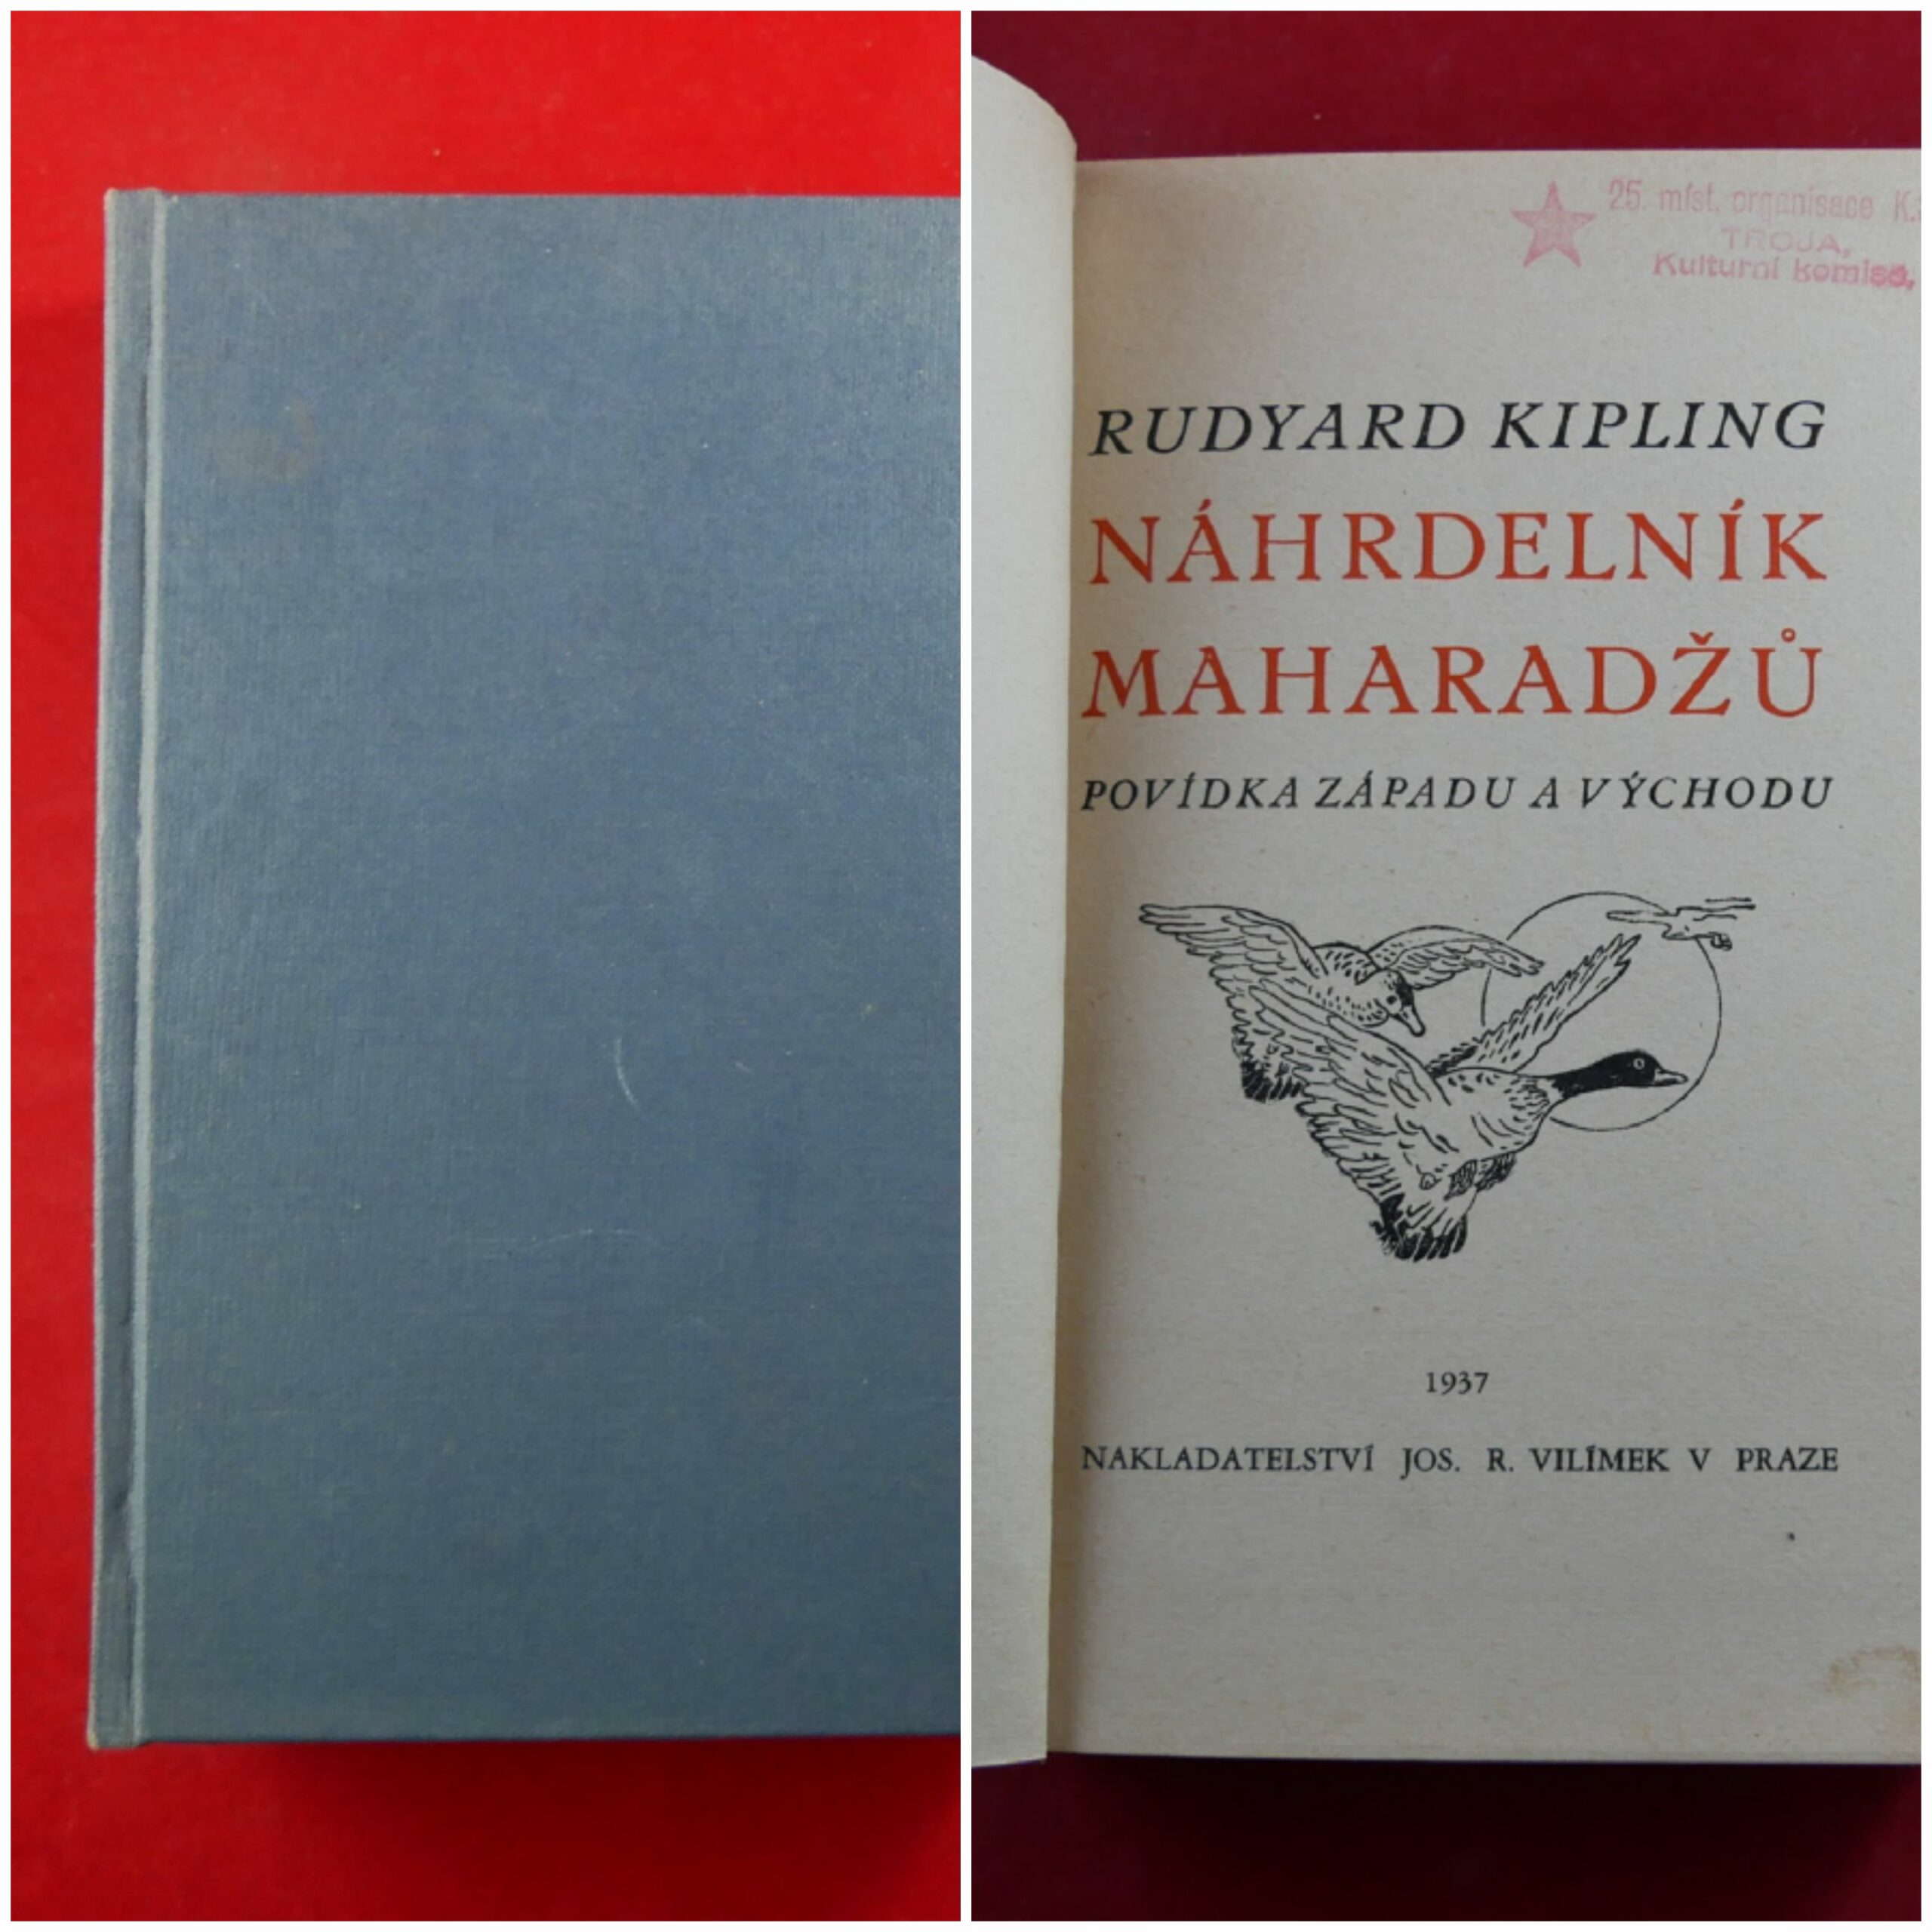 25. míst. organisace
TROJA,
Kulturní komise,
RUDYARD KIPLING
NÁHRDELNÍK
MAHARADŽŮ
POVÍDKA ZÁPADU A VÝCHODU
1937
NAKLADATELSTVÍ JOS. R. VILÍMEK V PRAZE